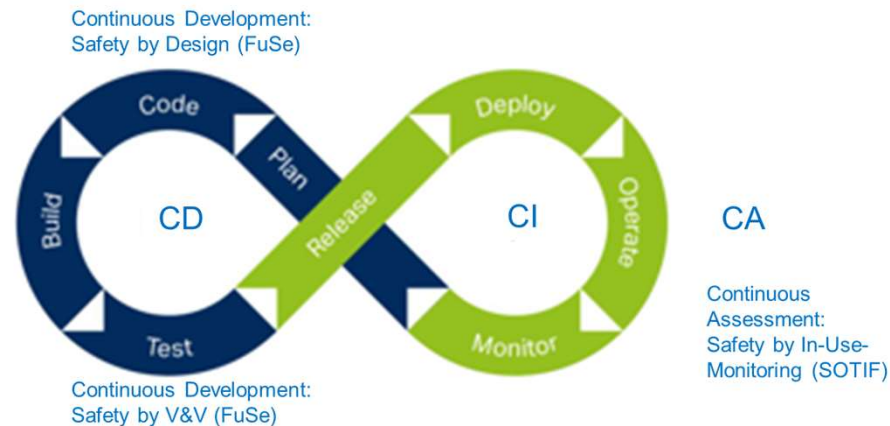 Continuous Development:
Safety by Design (FuSe)
Code
Deploy
Plan
Build
CD
Release
CI
Operate
CA
Test
Monitor
Continuous
Assessment:
Safety by In-Use-
Monitoring (SOTIF)
Continuous Development:
Safety by V&V (FuSe)